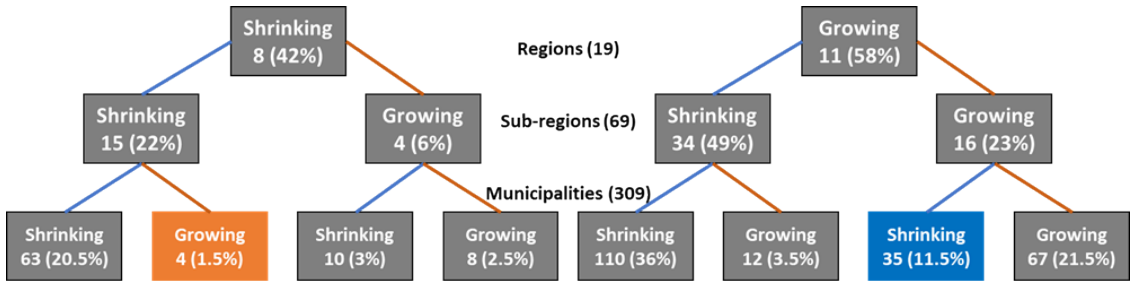 Shrinking
8 (42%)
Regions (19)
Growing
11 (58%)
Shrinking
15 (22%)
Growing
4 (6%)
Sub-regions (69)
Shrinking
34 (49%)
Growing
16 (23%)
Municipalities (309)
Shrinking
63 (20.5%)
Growing
4 (1.5%)
Shrinking
10 (3%)
Growing
8 (2.5%)
Shrinking
110 (36%)
Growing
12 (3.5%)
Shrinking
35 (11.5%)
Growing
67 (21.5%)